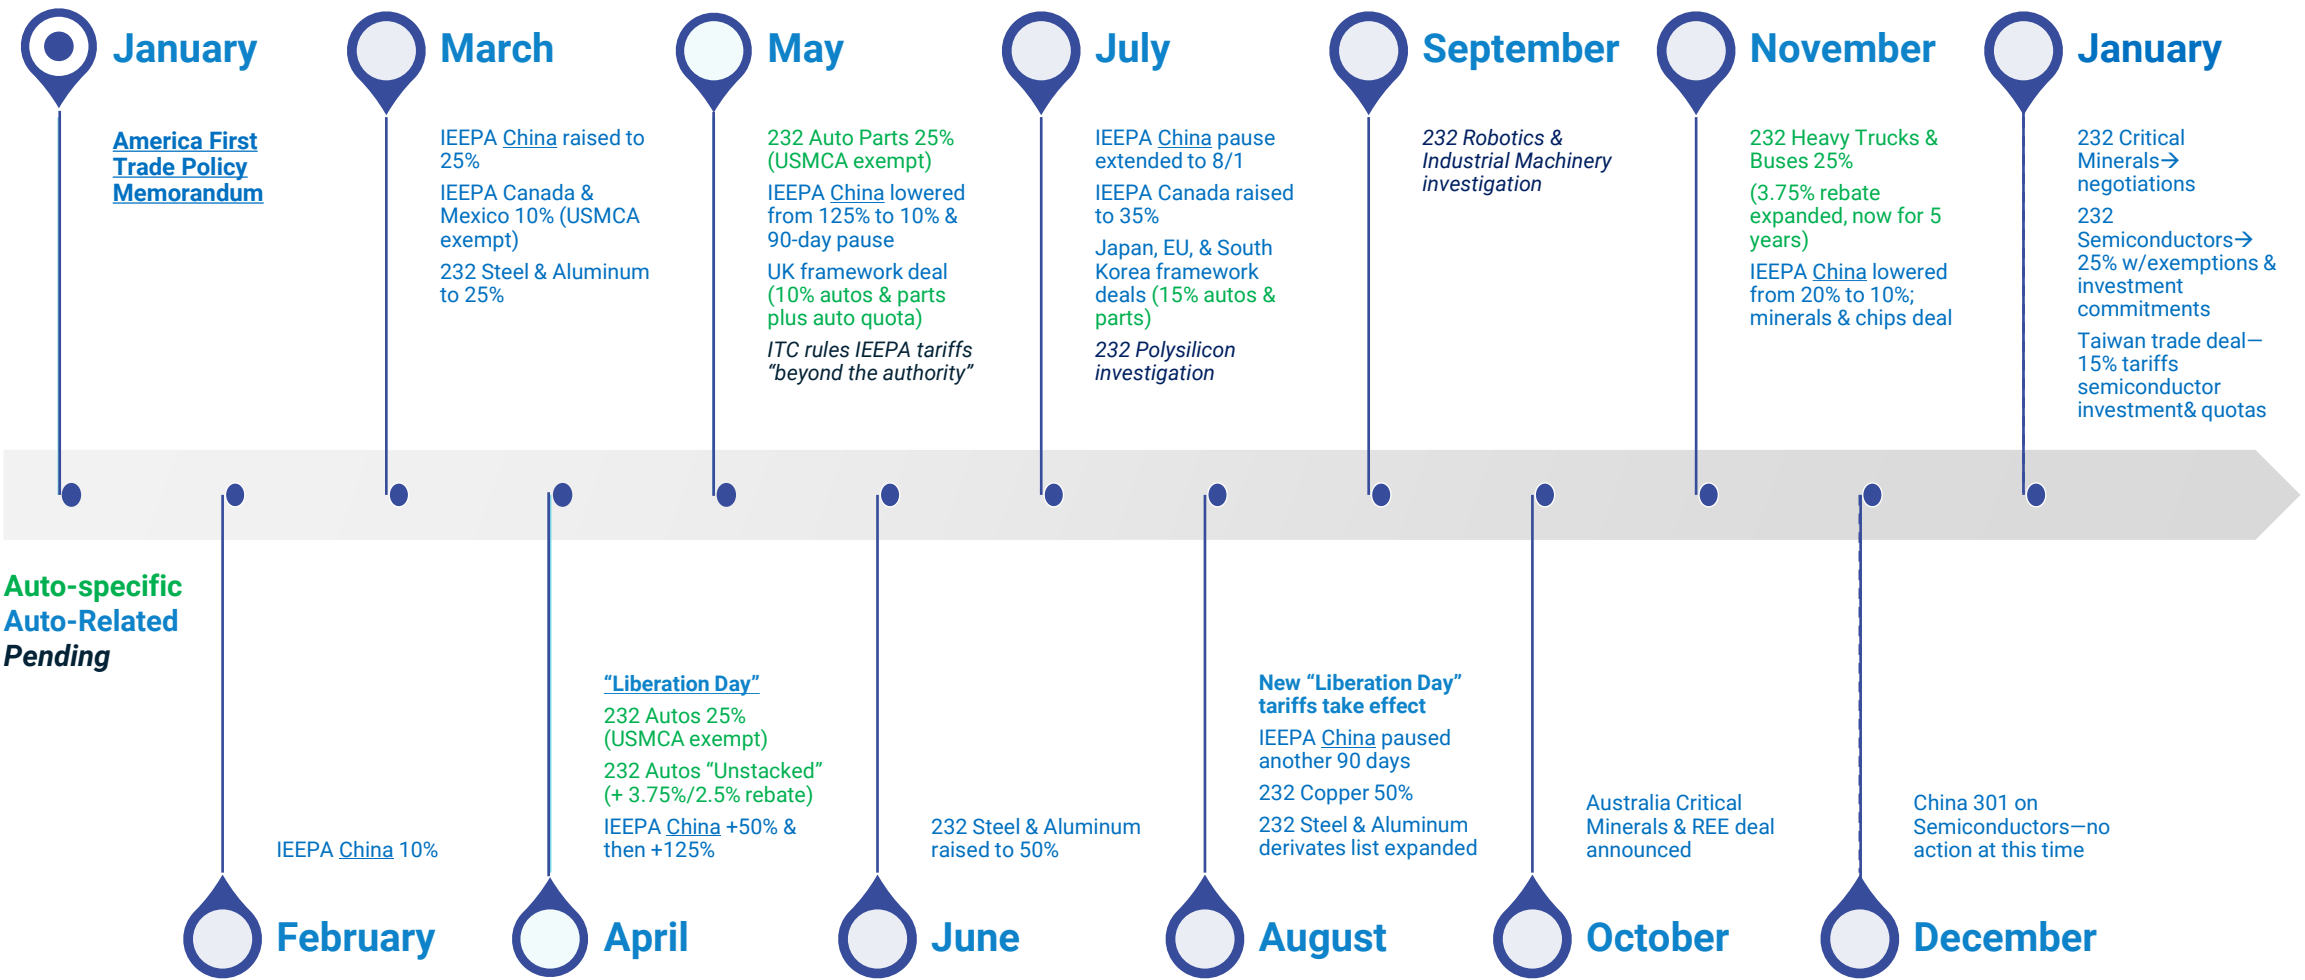 January
America First
Trade Policy
Memorandum
March
IEEPA China raised to
25%
IEEPA Canada &
Mexico 10% (USMCA
exempt)
232 Steel & Aluminum
to 25%
May
232 Auto Parts 25%
(USMCA exempt)
IEEPA China lowered
from 125% to 10% &
90-day pause
UK framework deal
(10% autos & parts
plus auto quota)
ITC rules IEEPA tariffs
“beyond the authority”
July
IEEPA China pause
extended to 8/1
IEEPA Canada raised
to 35%
Japan, EU, & South
Korea framework
deals (15% autos &
parts)
232 Polysilicon
investigation
September
232 Robotics &
Industrial Machinery
investigation
November
232 Heavy Trucks &
Buses 25%
(3.75% rebate
expanded, now for 5
years)
IEEPA China lowered
from 20% to 10%;
minerals & chips deal
January
232 Critical
Minerals→
negotiations
232
Semiconductors→
25% w/exemptions &
investment
commitments
Taiwan trade deal—
15% tariffs
semiconductor
investment& quotas
Auto-specific
Auto-Related
Pending
IEEPA China 10%
February
“Liberation Day”
232 Autos 25%
(USMCA exempt)
232 Autos “Unstacked”
(+ 3.75%/2.5% rebate)
IEEPA China +50% &
then +125%
April
232 Steel & Aluminum
raised to 50%
June
New “Liberation Day”
tariffs take effect
IEEPA China paused
another 90 days
232 Copper 50%
232 Steel & Aluminum
derivates list expanded
August
Australia Critical
Minerals & REE deal
announced
October
China 301 on
Semiconductors—no
action at this time
December